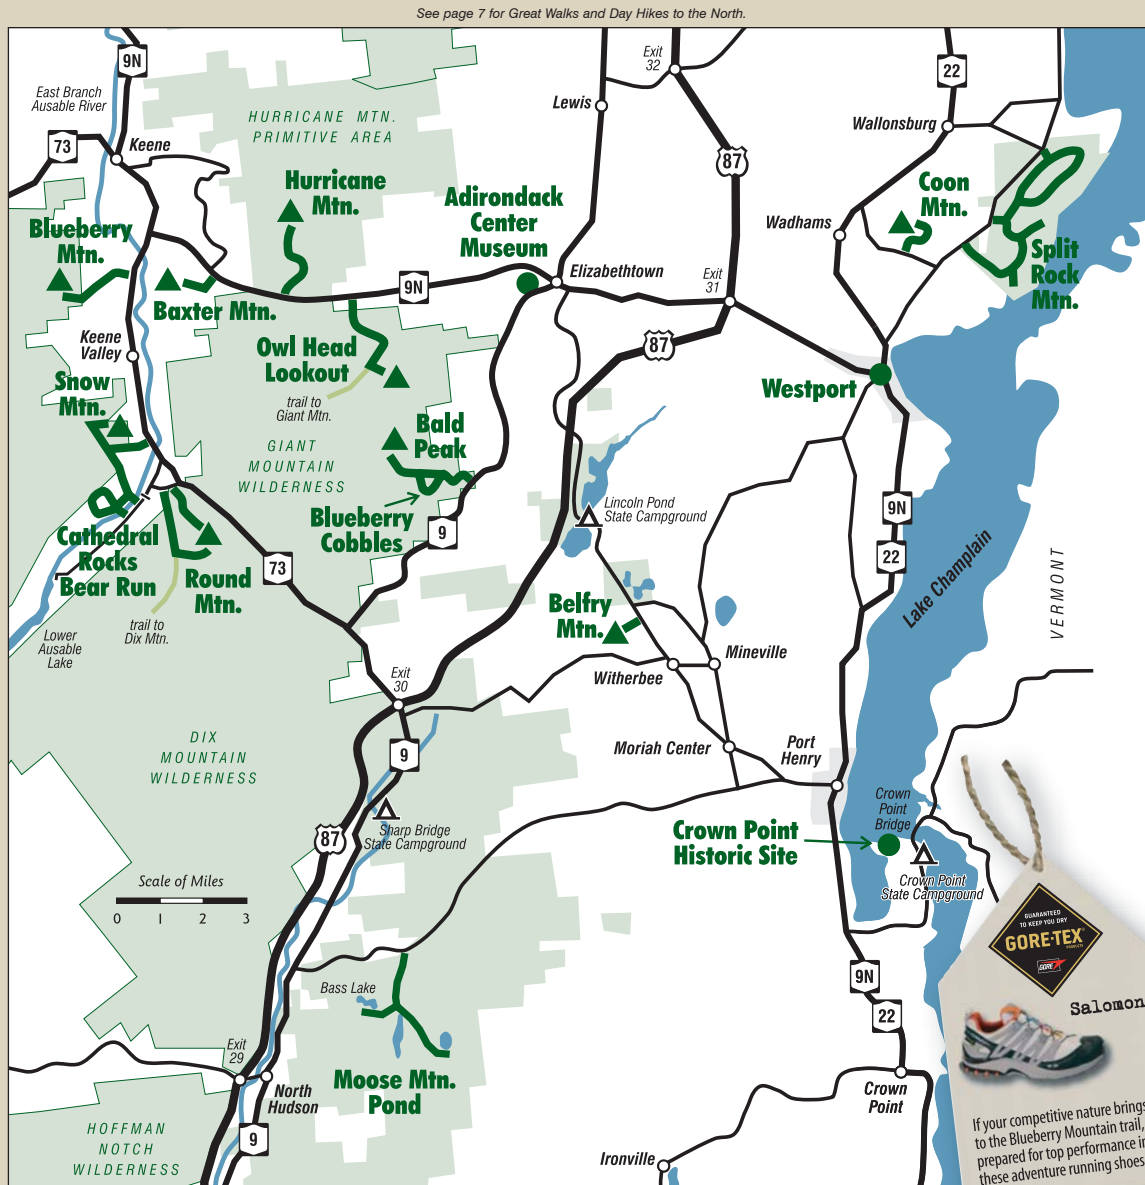 See page 7 for Great Walks and Day Hikes to the North.
9N
East Branch
Ausable River
73
Keene
HURRICANE MTN.
PRIMITIVE AREA
Exit
32
Lewis
22
Wallonsburg
87
Hurricane
Mtn.
Adirondack
Center
Museum
Coon
Mtn.
Wadhams
Blueberry
Mtn.
Split
Rock
Mtn.
Baxter Mtn.
9N
Elizabethtown
Exit
31
Keene
Valley
Owl Head
Lookout
87
trail to
Giant Mtn.
Snow
Mtn.
Westport
Bald
Peak
GIANT
MOUNTAIN
WILDERNESS
Blueberry
Cobbles
9
Lincoln Pond
State Campground
9N
22
Cathedral
Rocks
Bear Run
Round
Mtn.
73
Lake Champlain
VERMONT
Belfry
Mtn.
trail to
Dix Mtn.
Lower
Ausable
Lake
Mineville
Witherbee
Exit
30
DIX
MOUNTAIN
WILDERNESS
9
Moriah Center
Port
Henry
Crown
Point
Bridge
87
Sharp Bridge
State Campground
Crown Point
Historic Site
Crown Point
State Campground
Scale of Miles
0 1 2 3
GUARANTEED
TO KEEP YOU DRY
GORE-TEX
PRODUCTS
GORE
9N
Bass Lake
Salomon
22
Exit
29
North
Hudson
Moose Mtn.
Pond
Crown
Point
HOFFMAN
NOTCH
WILDERNESS
9
Ironville
If your competitive nature brings
to the Blueberry Mountain trail,
prepared for top performance in
these adventure running shoes